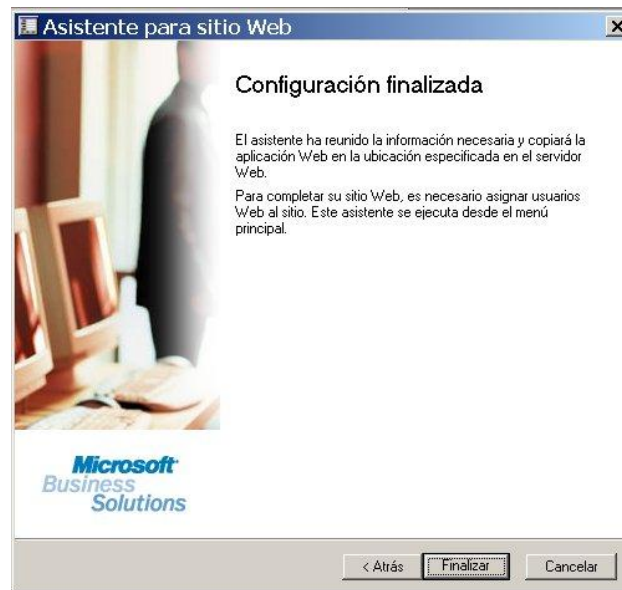 Asistente para sitio Web
Configuración finalizada
El asistente ha reunido la información necesaria y copiará la
aplicación Web en la ubicación especificada en el servidor
Web.
Para completar su sitio Web, es necesario asignar usuarios
Web al sitio. Este asistente se ejecuta desde el menú
principal.
Microsoft
Business
Solutions
< Atrás Finalizar Cancelar